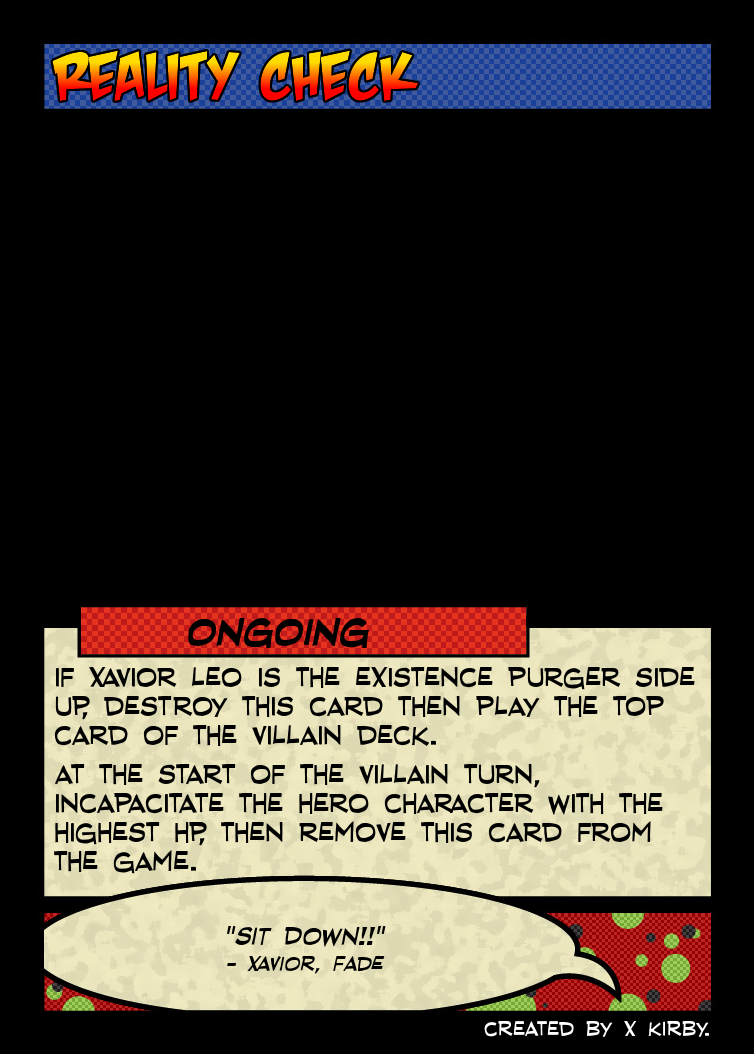 REALITY CHECK
ONGOING
IF XAVIOR LEO IS THE EXISTENCE PURGER SIDE
UP, DESTROY THIS CARD THEN PLAY THE TOP
CARD OF THE VILLAIN DECK.
AT THE START OF THE VILLAIN TURN,
INCAPACITATE THE HERO CHARACTER WITH THE
HIGHEST HP, THEN REMOVE THIS CARD FROM
THE GAME.
"SIT DOWN!!"
- XAVIOR, FADE
CREATED BY X KIRBY.